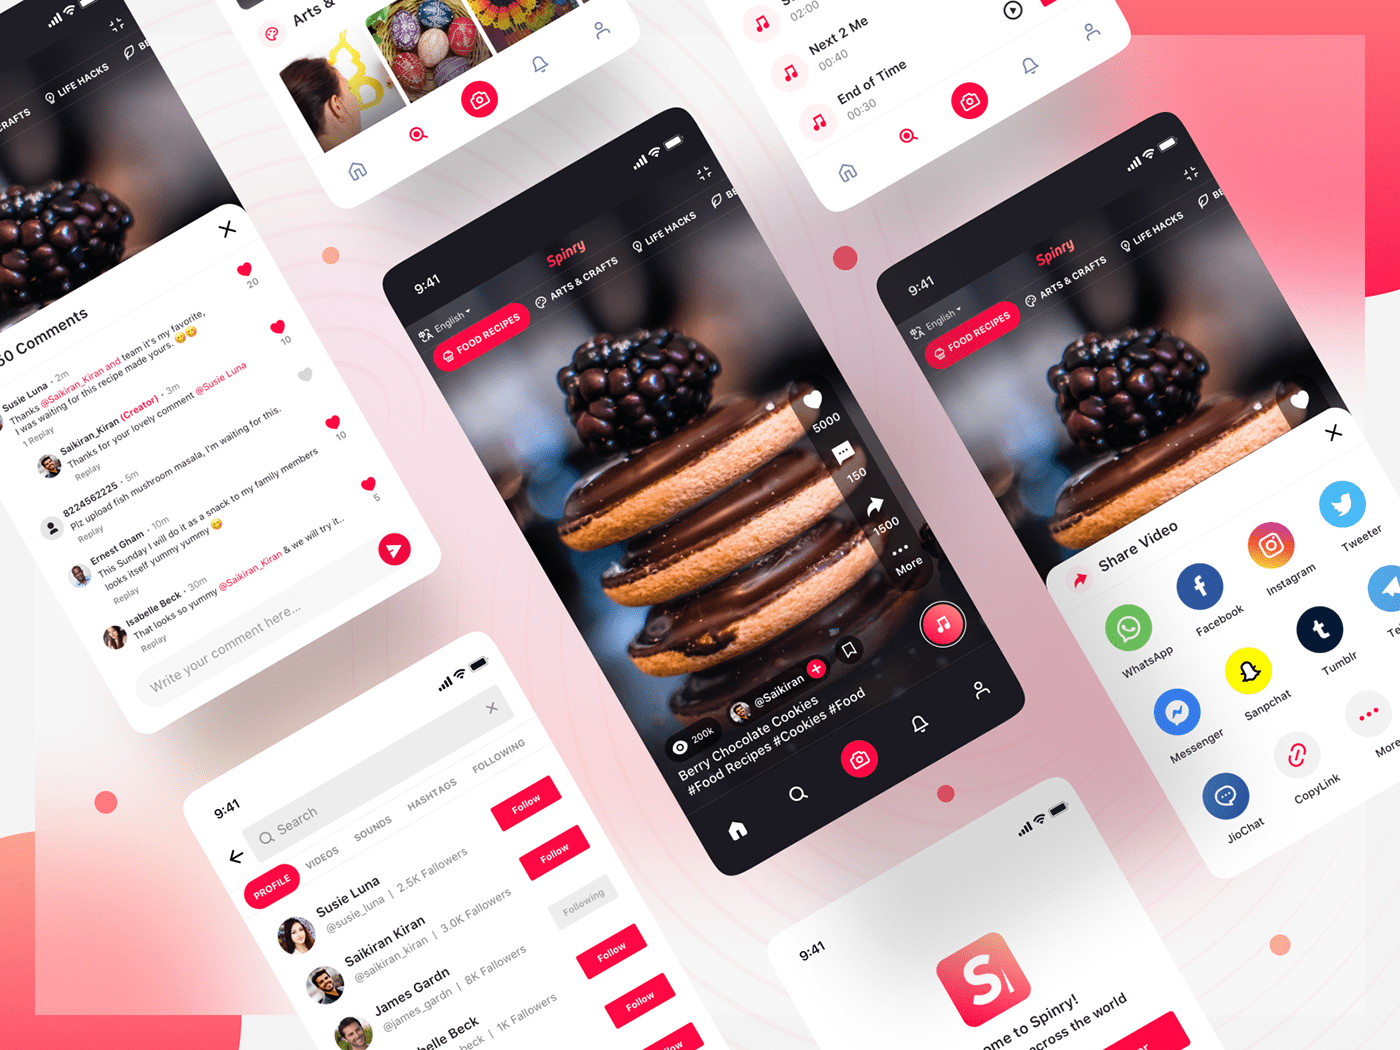 CRAFTS
LIFE HACKS
BE
50 Comments
20
Susie Luna • 2m
Thanks @Saikiran_Kiran and team it's my favorite,
I was waiting for this recipe made yours.
1 Replay
10
Saikiran_Kiran (Creator) • 3m
Thanks for your lovely comment @Susie Luna
Replay
8224562225 • 5m
Plz upload fish mushroom masala, I'm waiting for this.
Replay
10
Ernest Gham • 10m
This Sunday I will do it as a snack to my family members
looks itself yummy yummy
Replay
5
Isabelle Beck • 30m
That looks so yummy @Saikiran_Kiran & we will try it..
Replay
Write your comment here...
Arts &
02:00
Next 2 Me
00:40
End of Time
00:30
9:41
Spinry
English
FOOD RECIPES
ARTS & CRAFTS
LIFE HACKS
BE
5000
150
1500
More
200k
@Saikiran
Berry Chocolate Cookies
#Food Recipes #Cookies #Food
9:41
Spinry
English
FOOD RECIPES
ARTS & CRAFTS
LIFE HACKS
BE
Share Video
WhatsApp
Facebook
Instagram
Tweeter
Messenger
Sanpchat
Tumblr
Te
JioChat
CopyLink
More
9:41
Search
PROFILE
VIDEOS
SOUNDS
HASHTAGS
FOLLOWING
Susie Luna
@susie_luna | 2.5K Fallowers
Follow
Saikiran Kiran
@saikiran_kiran | 3.0K Fallowers
Follow
James Gardn
@james_gardn | 8K Fallowers
Following
elle Beck
beck | 1K Fallowers
Follow
Follow
9:41
S
ome to Spinry!
across the world